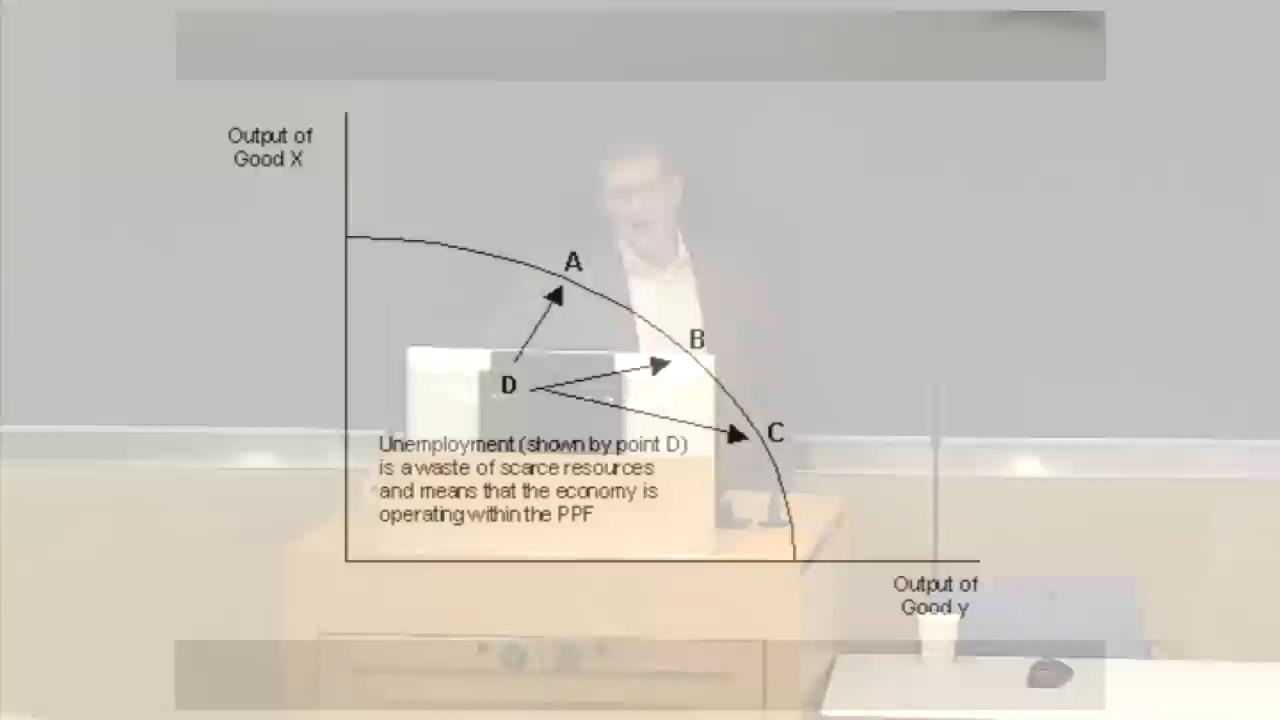 Output of
Good X
A
B
D
C
Unemployment (shown by point D)
is a waste of scarce resources
and means that the economy is
operating within the PPF
Output of
Good y